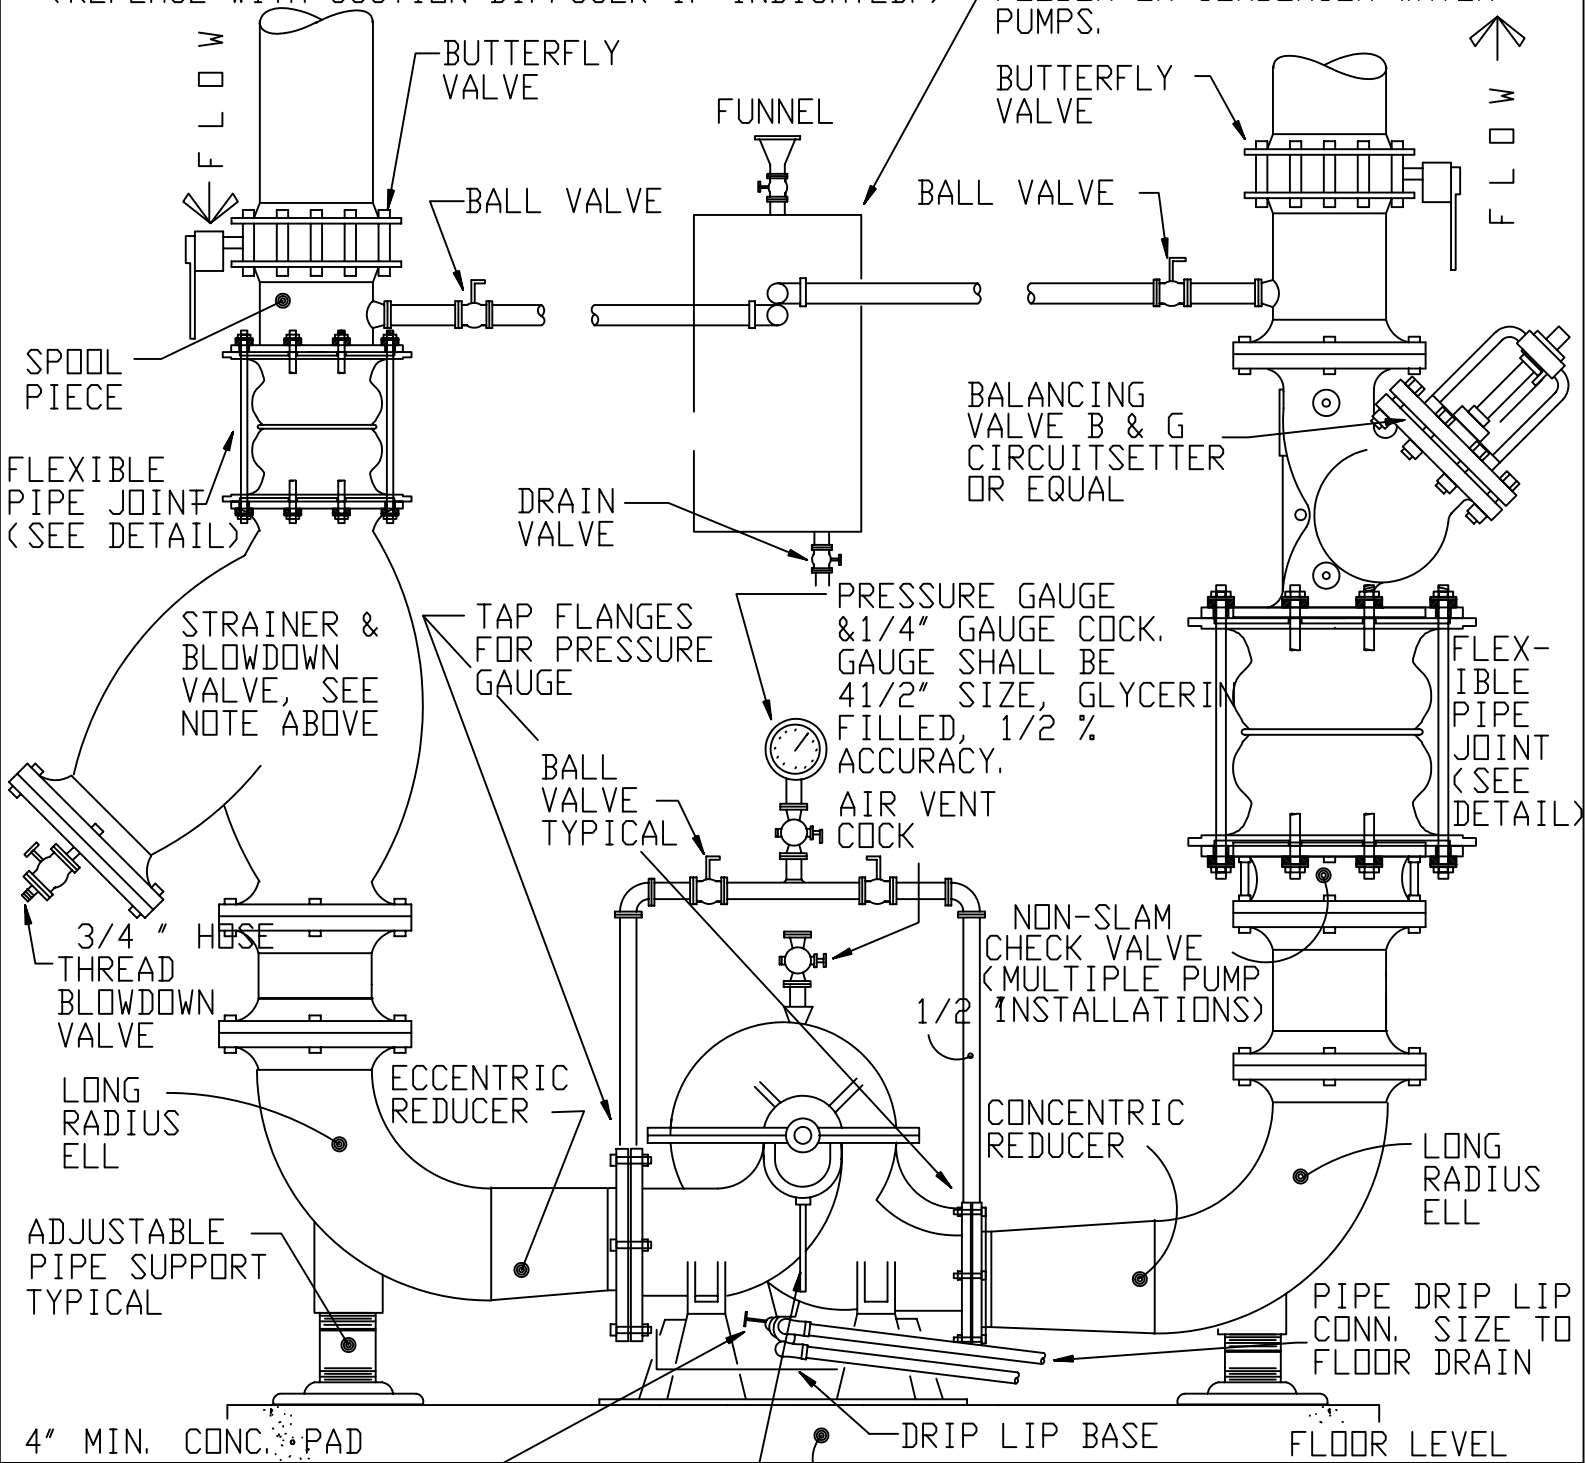 PUMPS.
FLOW
BUTTERFLY
VALVE
FUNNEL
BUTTERFLY
VALVE
FLOW
BALL VALVE
BALL VALVE
SPOOL
PIECE
BALANCING
VALVE B & G
CIRCUITSETTER
OR EQUAL
FLEXIBLE
PIPE JOINT
(SEE DETAIL)
DRAIN
VALVE
STRAINER &
BLOWDOWN
VALVE, SEE
NOTE ABOVE
TAP FLANGES
FOR PRESSURE
GAUGE
PRESSURE GAUGE
&1/4" GAUGE COCK.
GAUGE SHALL BE
41/2" SIZE, GLYCERIN
FILLED, 1/2 %
ACCURACY.
FLEX-
IBLE
PIPE
JOINT
(SEE
DETAIL)
BALL
VALVE
TYPICAL
AIR VENT
COCK
3/4 " HOSE
THREAD
BLOWDOWN
VALVE
NON-SLAM
CHECK VALVE
(MULTIPLE PUMP
INSTALLATIONS)
1/2 "
LONG
RADIUS
ELL
ECCENTRIC
REDUCER
CONCENTRIC
REDUCER
LONG
RADIUS
ELL
ADJUSTABLE
PIPE SUPPORT
TYPICAL
PIPE DRIP LIP
CONN. SIZE TO
FLOOR DRAIN
4" MIN. CONC. PAD
DRIP LIP BASE
FLOOR LEVEL